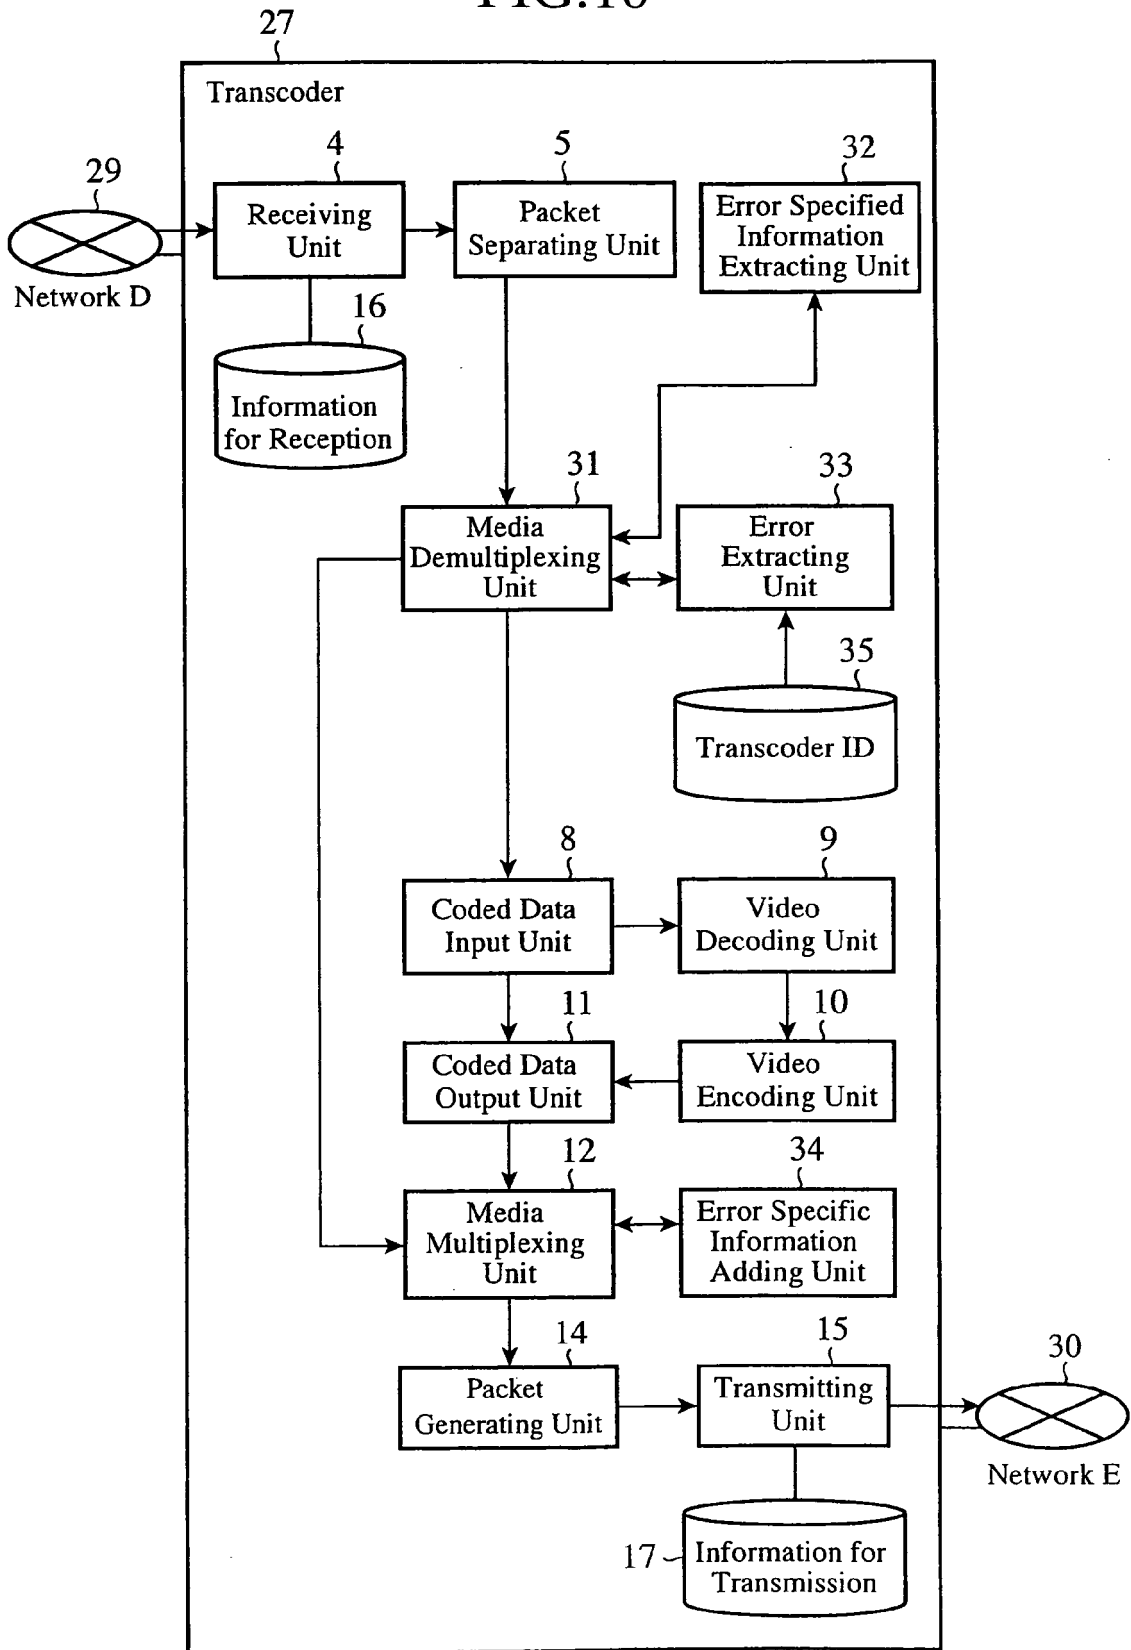 FIG.10
27
Transcoder
4
5
32
29
Receiving
Unit
Packet
Separating Unit
Error Specified
Information
Extracting Unit
Network D
16
Information
for Reception
31
33
Media
Demultiplexing
Unit
Error
Extracting
Unit
35
Transcoder ID
8
9
Coded Data
Input Unit
Video
Decoding Unit
11
10
Coded Data
Output Unit
Video
Encoding Unit
12
34
Media
Multiplexing
Unit
Error Specific
Information
Adding Unit
14
15
30
Packet
Generating Unit
Transmitting
Unit
Network E
17
Information for
Transmission